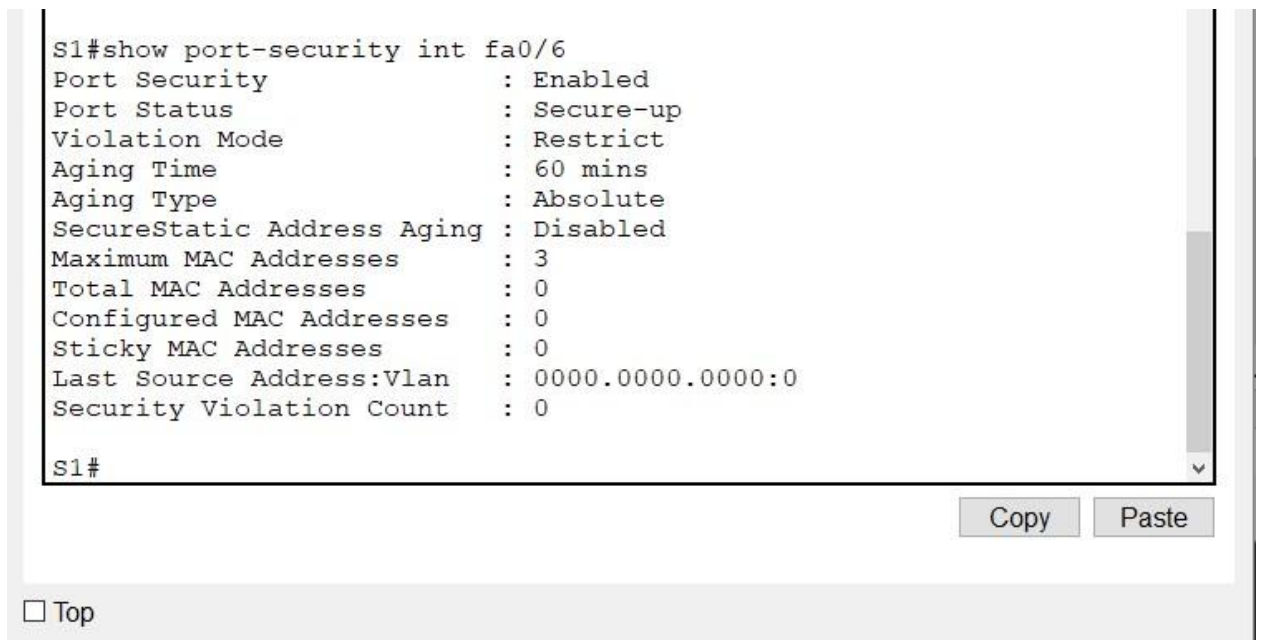 S1#show port-security int fa0/6
Port Security : Enabled
Port Status : Secure-up
Violation Mode : Restrict
Aging Time : 60 mins
Aging Type : Absolute
SecureStatic Address Aging : Disabled
Maximum MAC Addresses : 3
Total MAC Addresses : 0
Configured MAC Addresses : 0
Sticky MAC Addresses : 0
Last Source Address:Vlan : 0000.0000.0000:0
Security Violation Count : 0
S1#
Copy Paste
Top